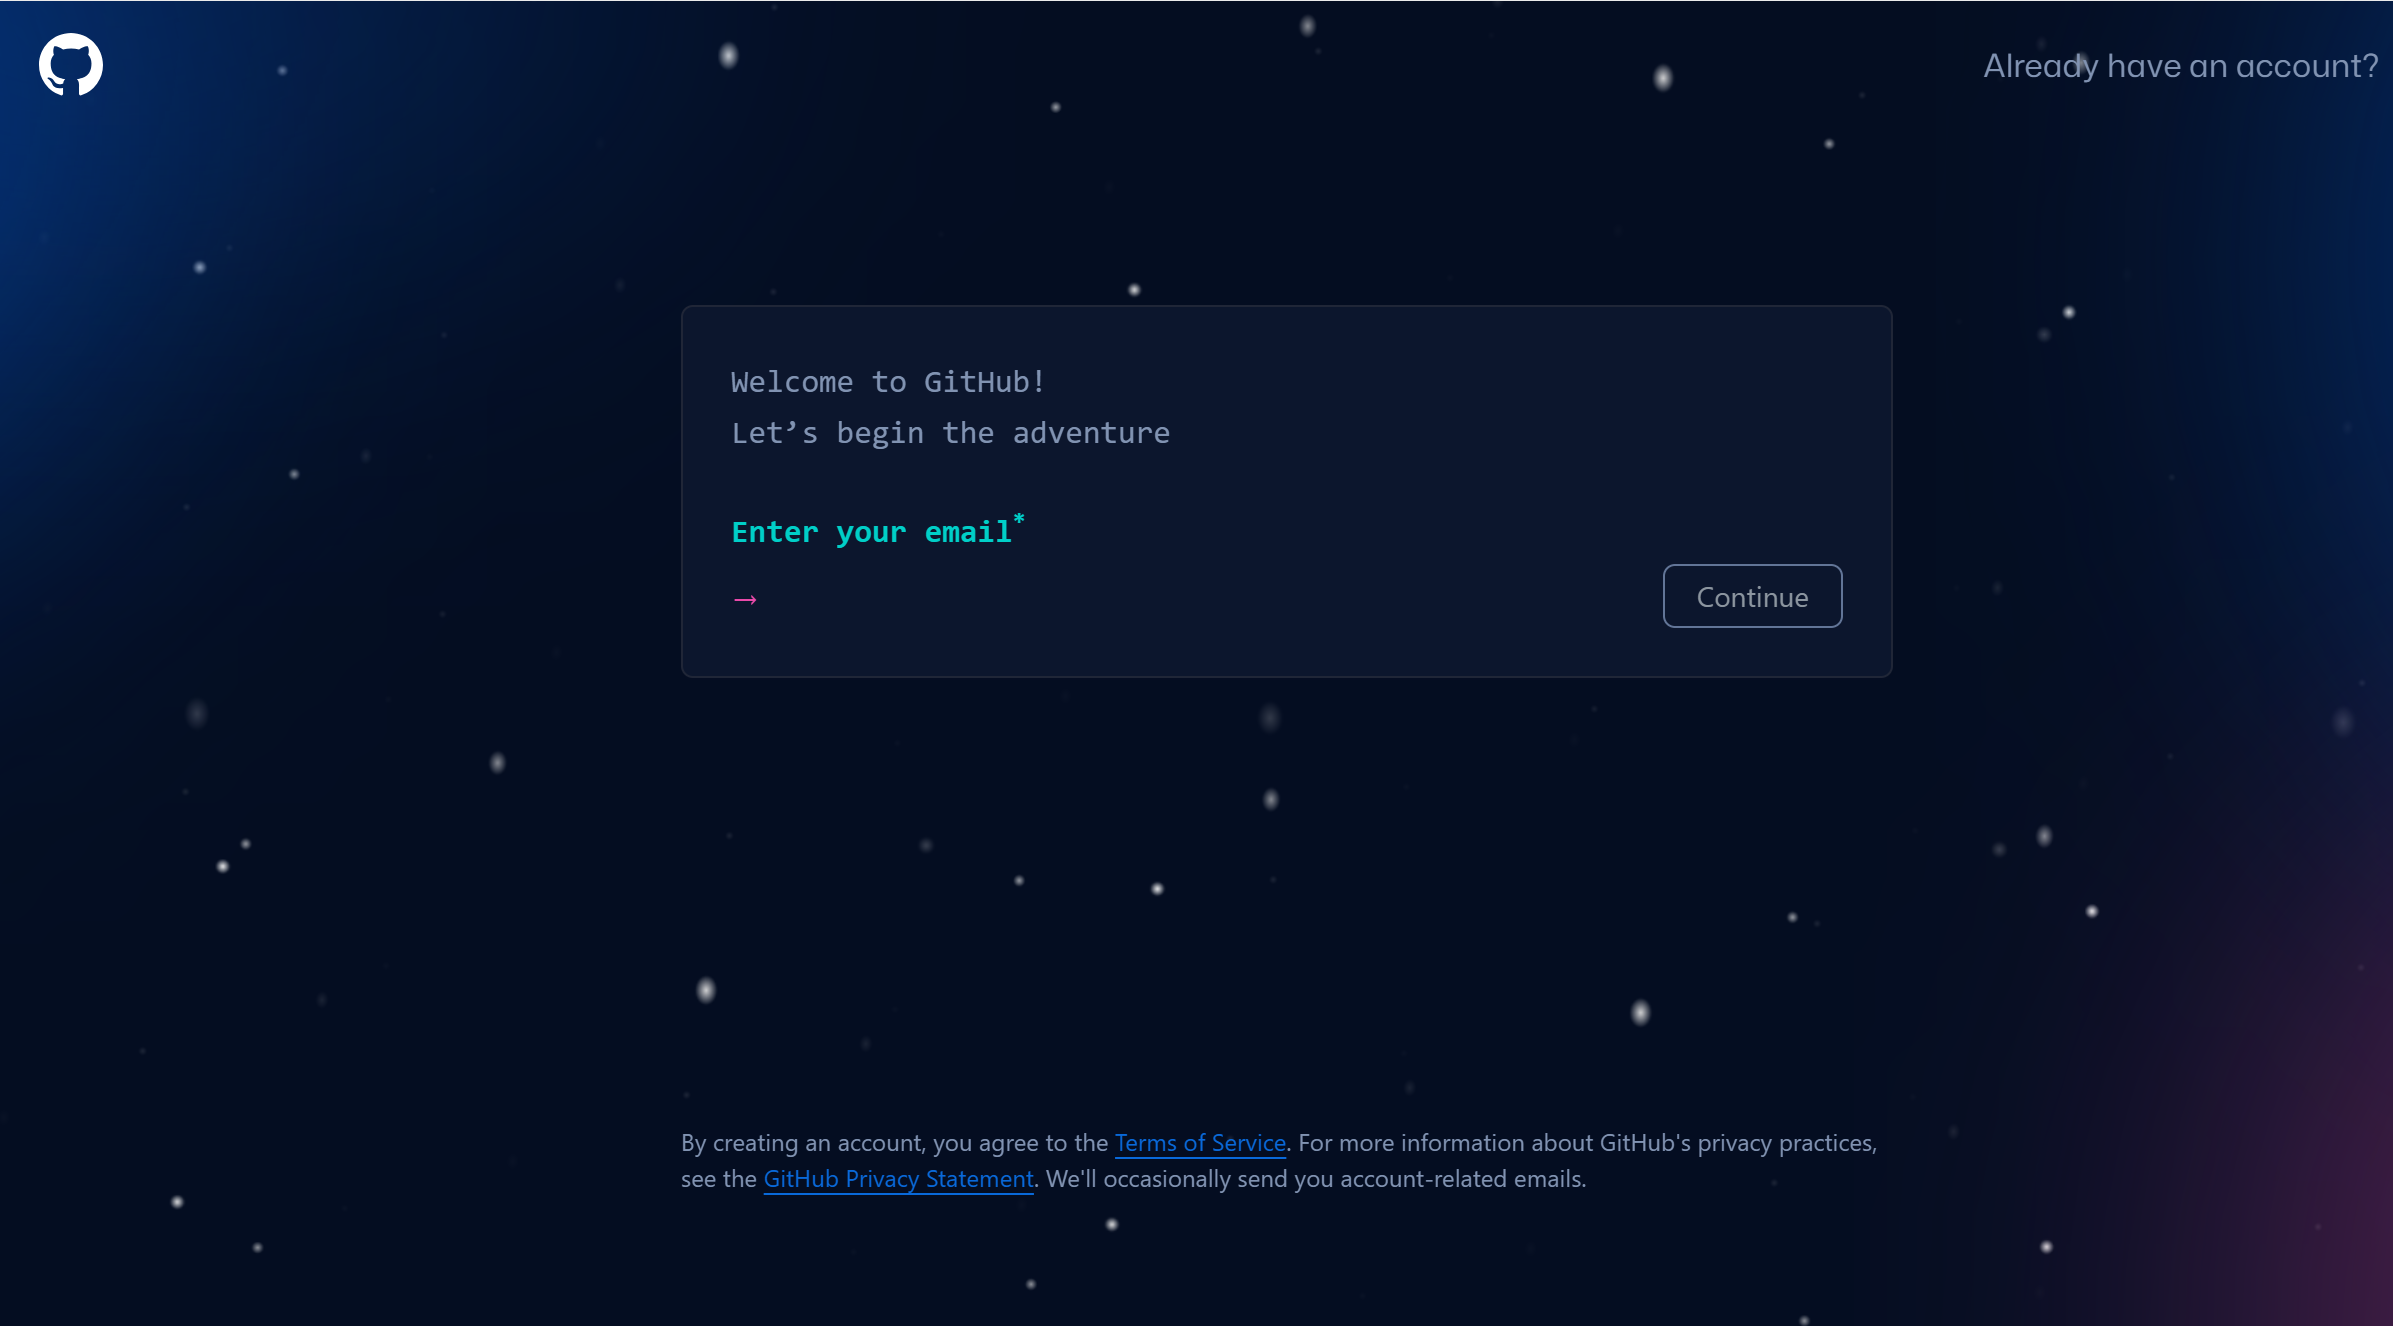 Already have an account?
Welcome to GitHub!
Let’s begin the adventure
Enter your email*
→
Continue
By creating an account, you agree to the Terms of Service. For more information about GitHub's privacy practices,
see the GitHub Privacy Statement. We'll occasionally send you account-related emails.